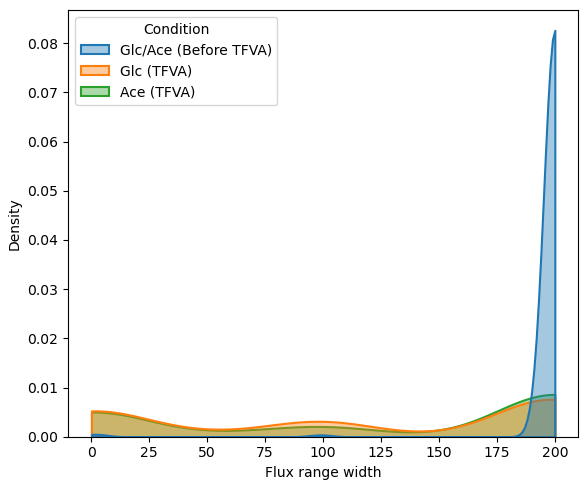 Condition
Glc/Ace (Before TFVA)
Glc (TFVA)
Ace (TFVA)
0.08
0.07
0.06
0.05
0.04
0.03
0.02
0.01
0.00
Density
0 25 50 75 100 125 150 175 200
Flux range width